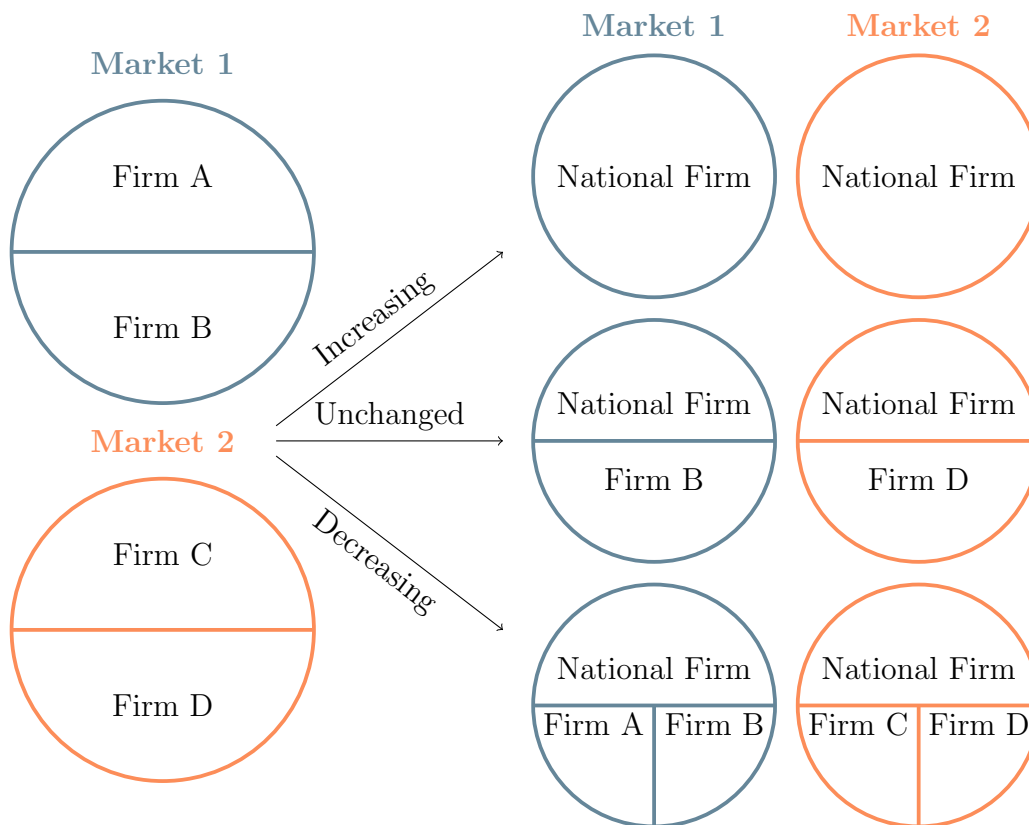 Market 1
Firm A
Firm B
Market 2
Firm C
Firm D
Increasing
Unchanged
Decreasing
Market 1 Market 2
National Firm National Firm
National Firm National Firm
Firm B Firm D
National Firm National Firm
Firm A Firm B Firm C Firm D